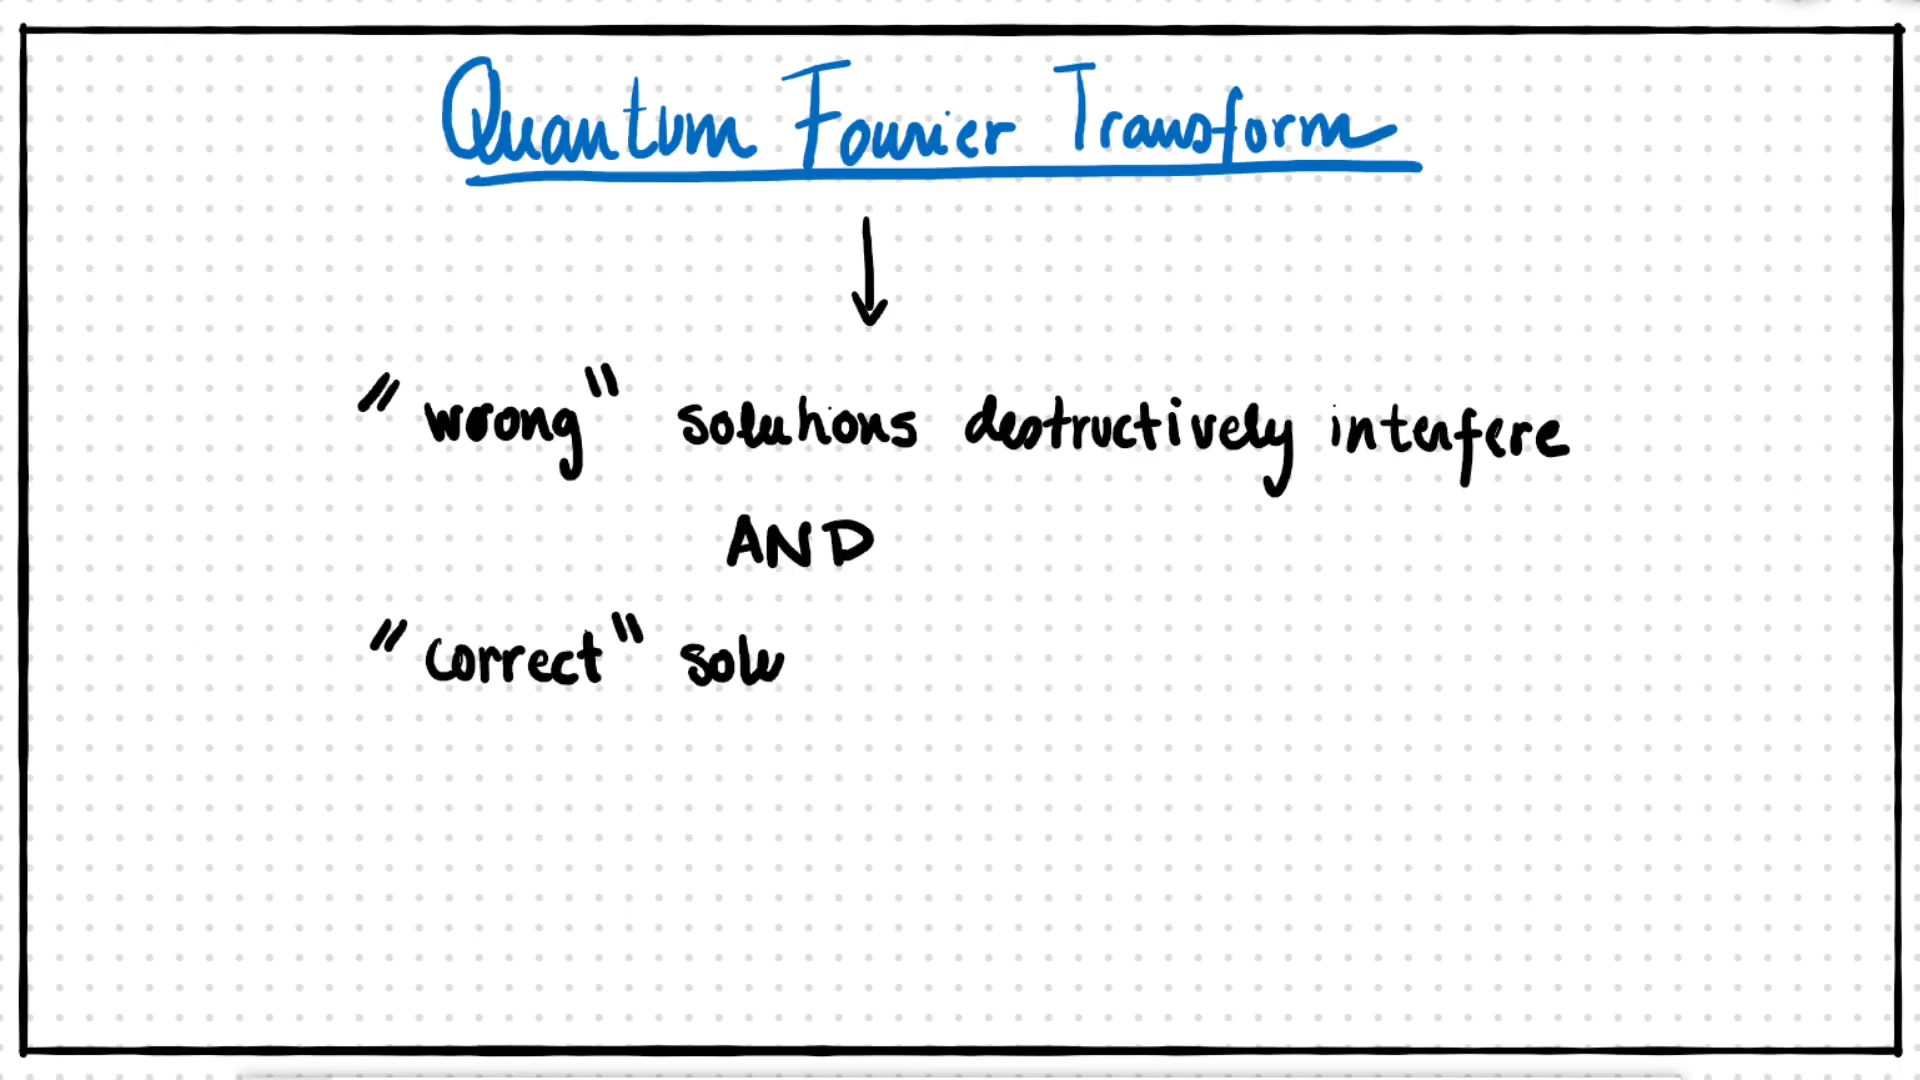 Quantum Fourier Transform
"wrong" solutions destructively interfere
AND
"correct" solu